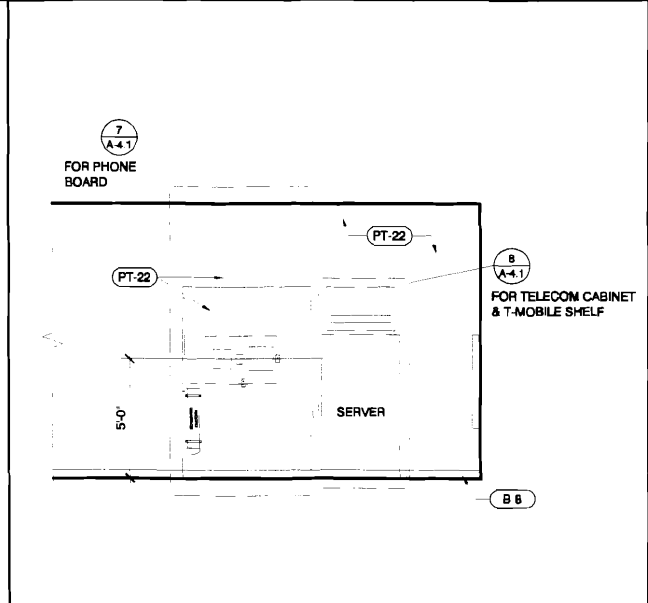 7
A-4.1
FOR PHONE
BOARD
PT-22
PT-22
8
A-4.1
FOR TELECOM CABINET
& T-MOBILE SHELF
5'-0"
SERVER
B 6